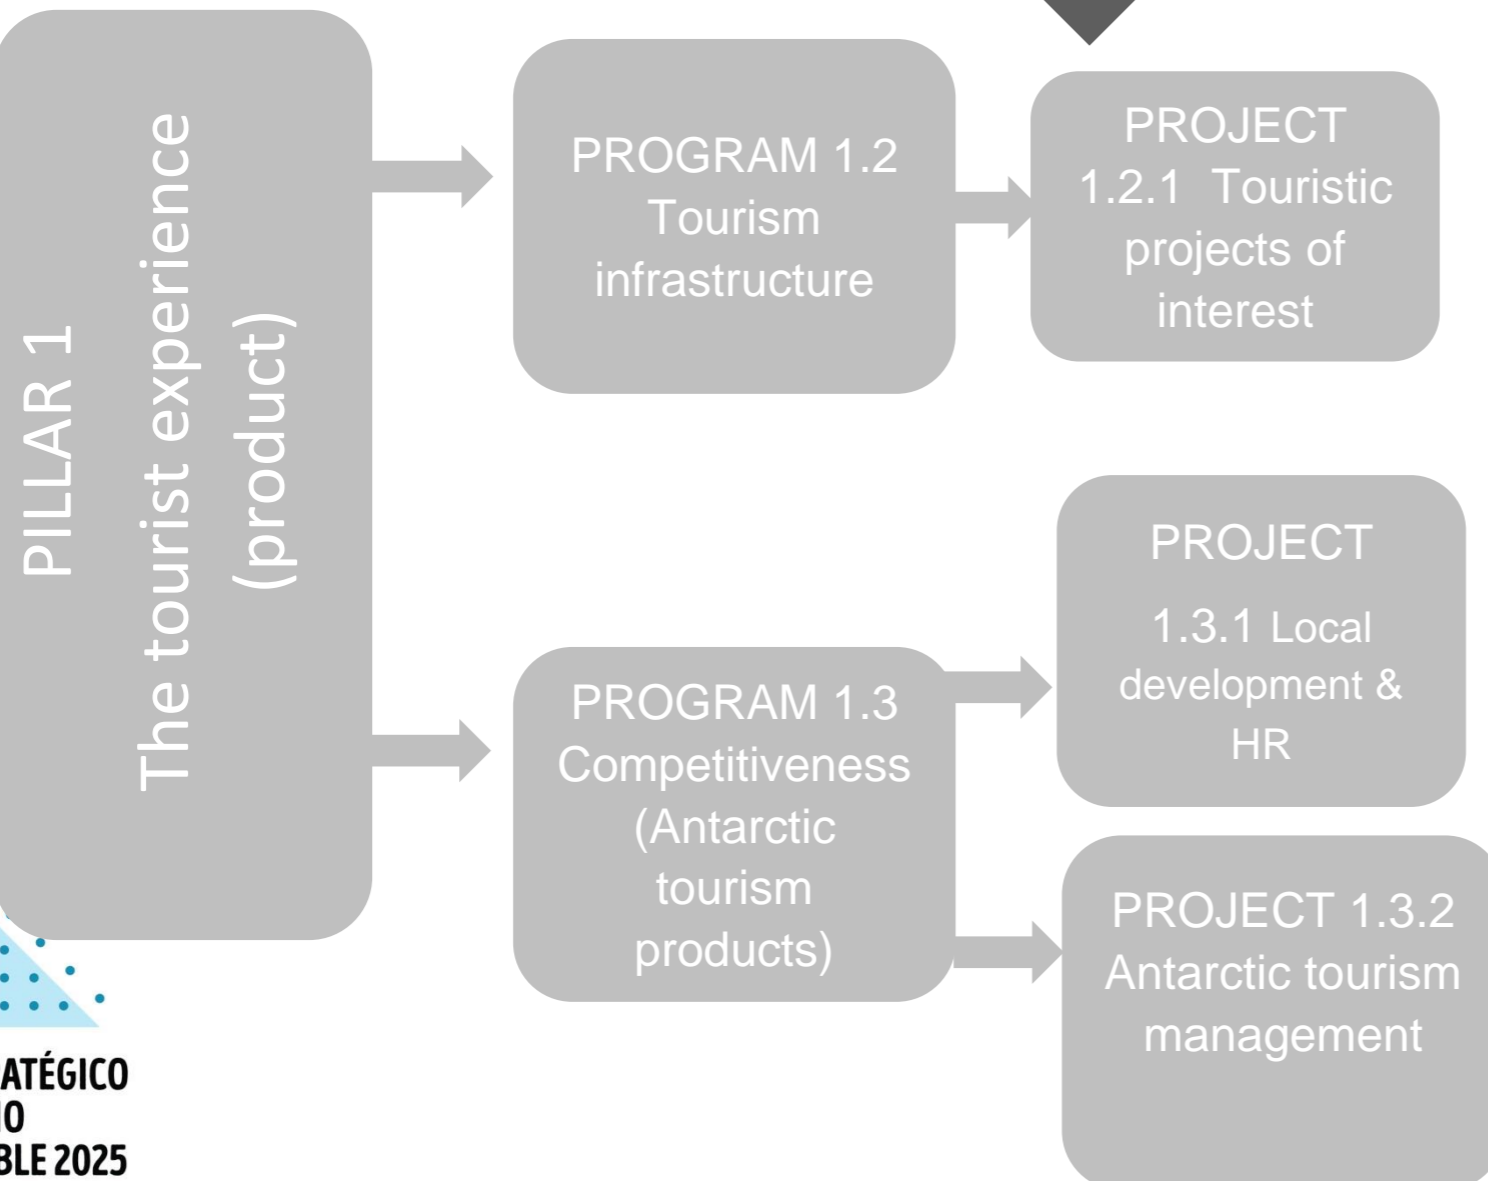 PILLAR 1
The tourist experience
(product)
PROGRAM 1.2
Tourism
infrastructure
PROJECT
1.2.1 Touristic
projects of
interest
PROGRAM 1.3
Competitiveness
(Antarctic
tourism
products)
PROJECT
1.3.1 Local
development &
HR
PROJECT 1.3.2
Antarctic tourism
management
2025